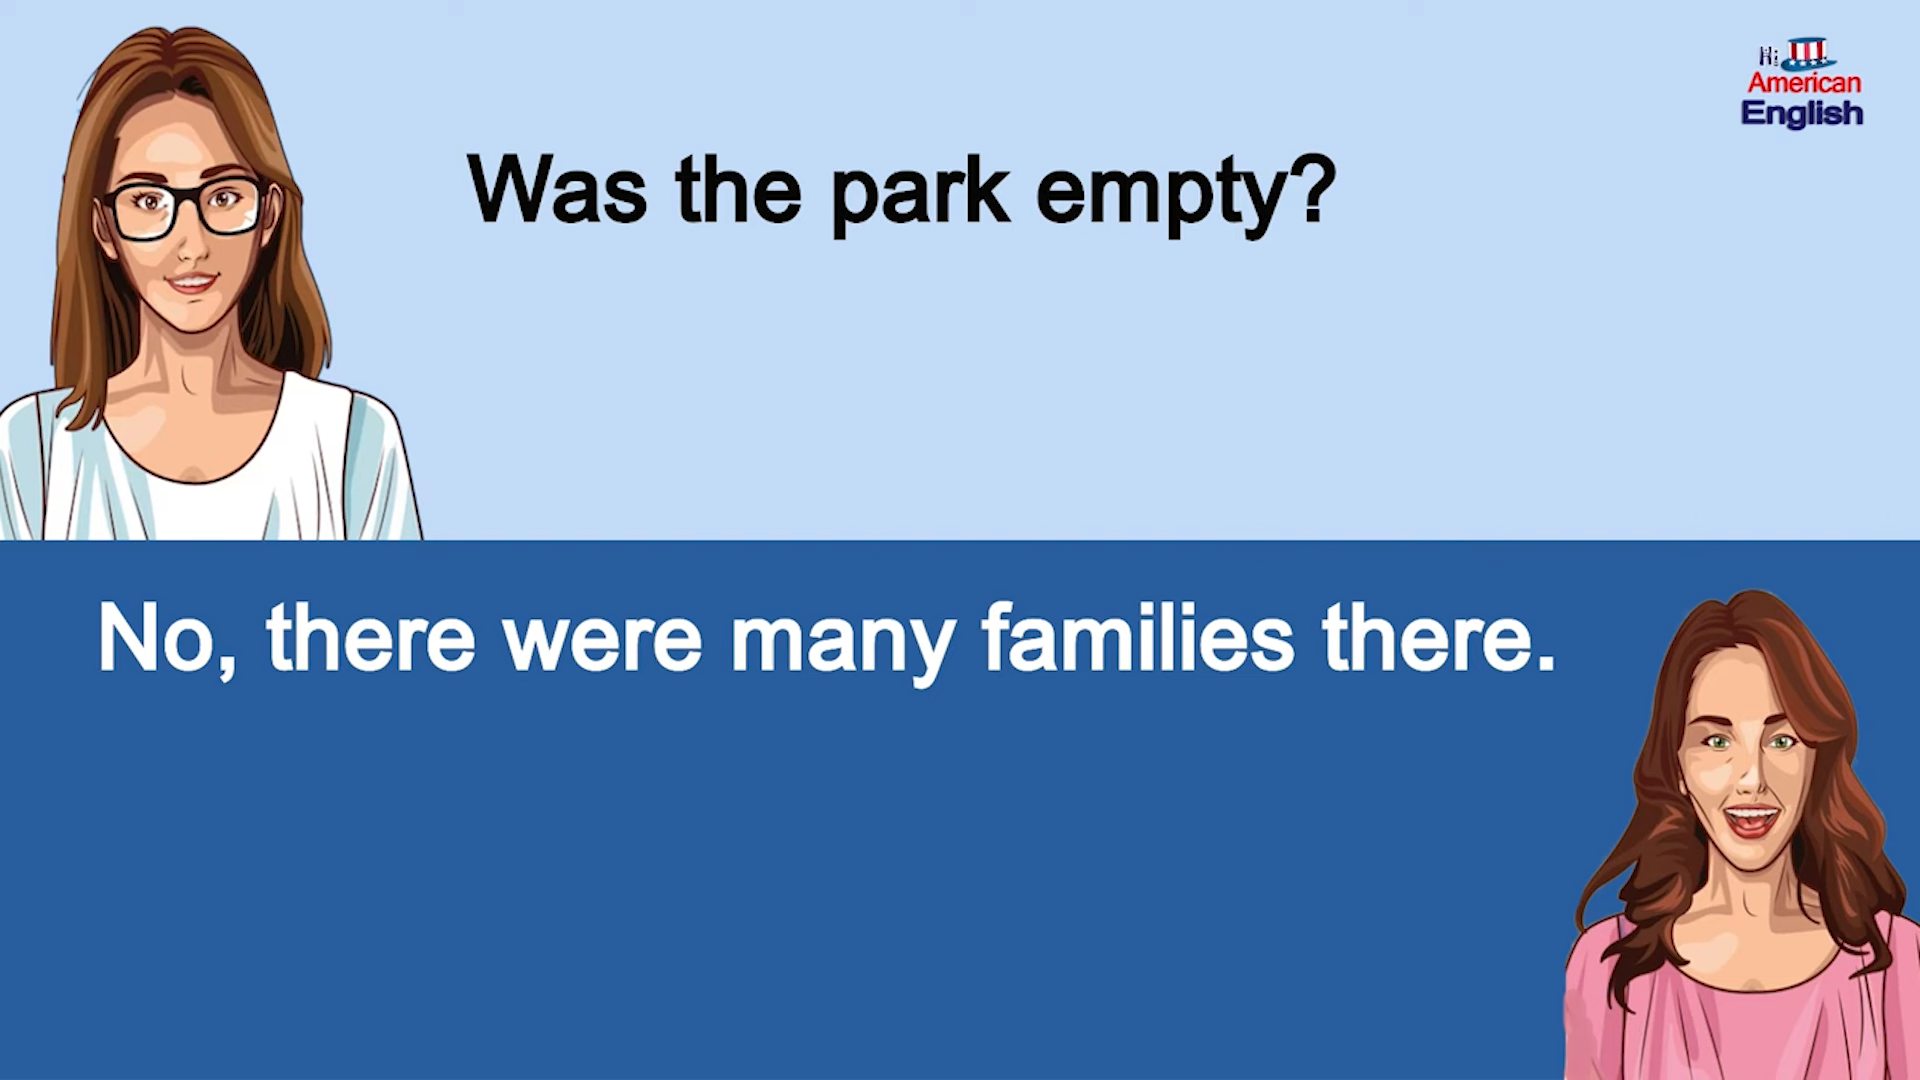 Hi
American
English
Was the park empty?
No, there were many families there.